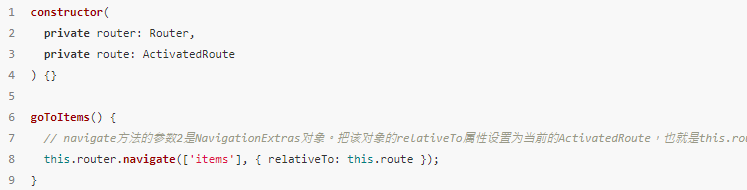 1 constructor(
2 private router: Router,
3 private route: ActivatedRoute
4 ) {}
5
6 goToItems() {
7 // navigate方法的参数2是NavigationExtras对象。把该对象的relativeTo属性设置为当前的ActivatedRoute，也就是this.rou
8 this.router.navigate(['items'], { relativeTo: this.route });
9 }